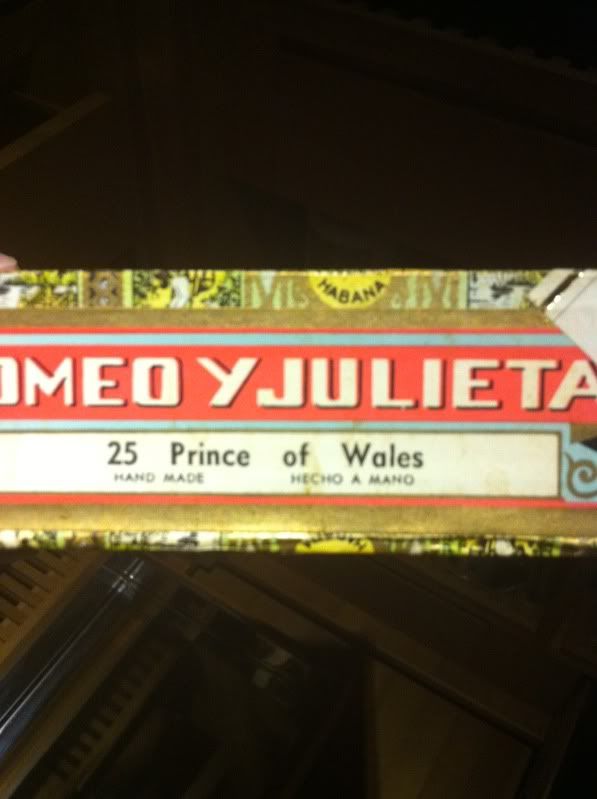 HABANA
OMEO Y JULIETA
25 Prince of Wales
HAND MADE HECHO A MANO